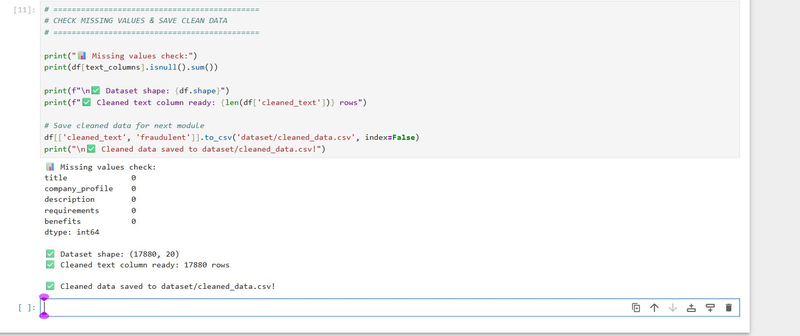 [11]:
# =============================================
# CHECK MISSING VALUES & SAVE CLEAN DATA
# =============================================
print("📊 Missing values check:")
print(df[text_columns].isnull().sum())
print(f"\n✅ Dataset shape: {df.shape}")
print(f"✅ Cleaned text column ready: {len(df['cleaned_text'])} rows")
# Save cleaned data for next module
df[['cleaned_text', 'fraudulent']].to_csv('dataset/cleaned_data.csv', index=False)
print("\n✅ Cleaned data saved to dataset/cleaned_data.csv!")
📊 Missing values check:
title 0
company_profile 0
description 0
requirements 0
benefits 0
dtype: int64
✅ Dataset shape: (17880, 20)
✅ Cleaned text column ready: 17880 rows
✅ Cleaned data saved to dataset/cleaned_data.csv!
[ ]: